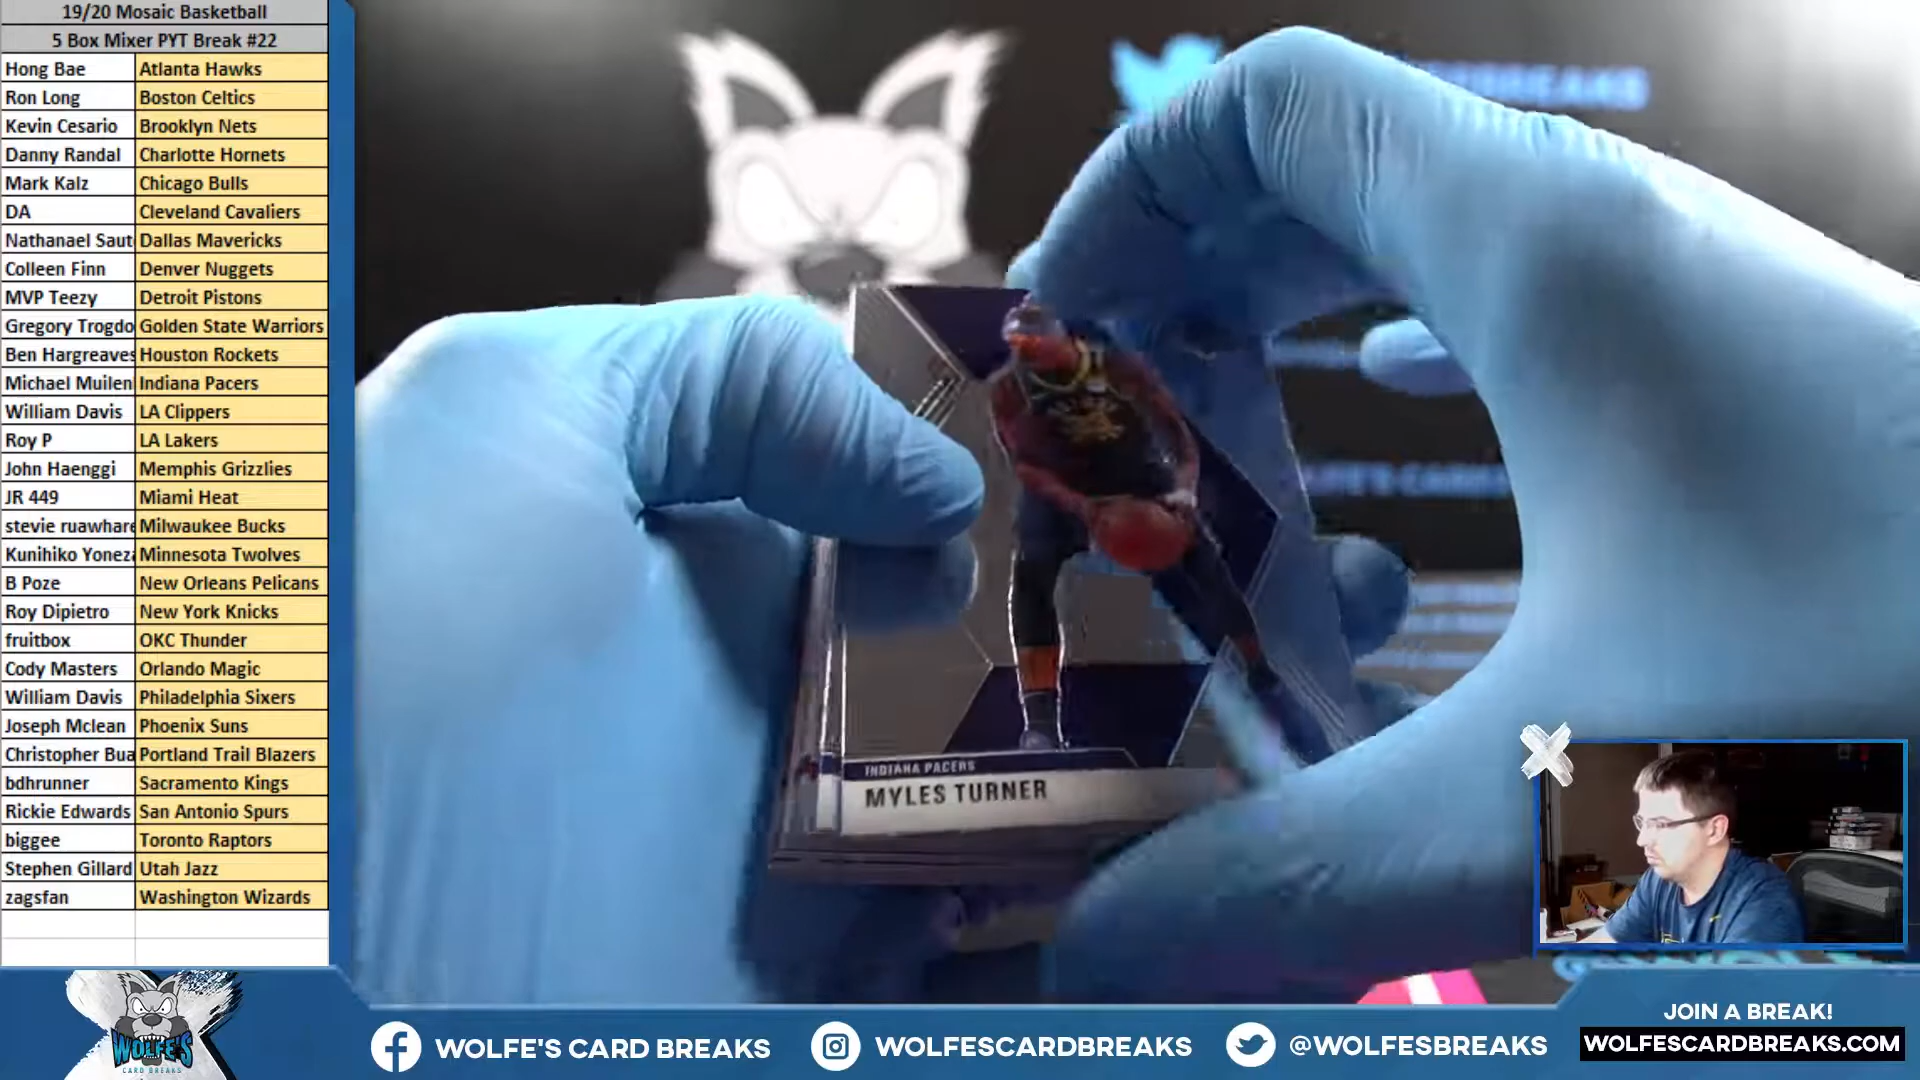 19/20 Mosaic Basketball
5 Box Mixer PYT Break #22
Hong Bae Atlanta Hawks
Ron Long Boston Celtics
Kevin Cesario Brooklyn Nets
Danny Randal Charlotte Hornets
Mark Kalz Chicago Bulls
DA Cleveland Cavaliers
Nathanael Saut Dallas Mavericks
Colleen Finn Denver Nuggets
MVP Teezy Detroit Pistons
Gregory Trogdo Golden State Warriors
Ben Hargreaves Houston Rockets
Michael Muilen Indiana Pacers
William Davis LA Clippers
Roy P LA Lakers
John Haenggi Memphis Grizzlies
JR 449 Miami Heat
stevie ruawhare Milwaukee Bucks
Kunihiko Yoneza Minnesota Twolves
B Poze New Orleans Pelicans
Roy Dipietro New York Knicks
fruitbox OKC Thunder
Cody Masters Orlando Magic
William Davis Philadelphia Sixers
Joseph Mclean Phoenix Suns
Christopher Bua Portland Trail Blazers
bdhrunner Sacramento Kings
Rickie Edwards San Antonio Spurs
biggee Toronto Raptors
Stephen Gillard Utah Jazz
zagsfan Washington Wizards
INDIANA PACERS
MYLES TURNER
WOLFE'S
CARD BREAKS
WOLFE'S CARD BREAKS
WOLFESCARDBREAKS
@WOLFESBREAKS
JOIN A BREAK!
WOLFESCARDBREAKS.COM